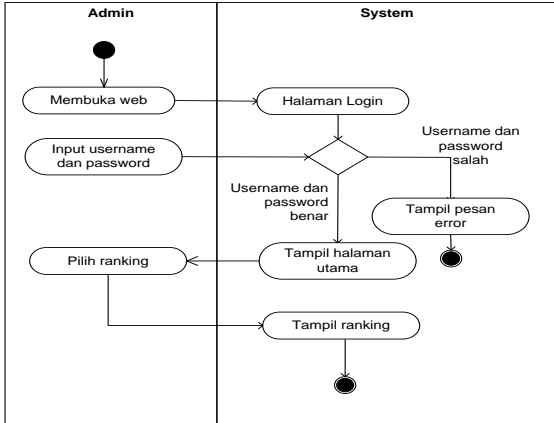 Admin
System
Membuka web
Halaman Login
Input username
dan password
Username dan
password
salah
Username dan
password
benar
Tampil pesan
error
Pilih ranking
Tampil halaman
utama
Tampil ranking